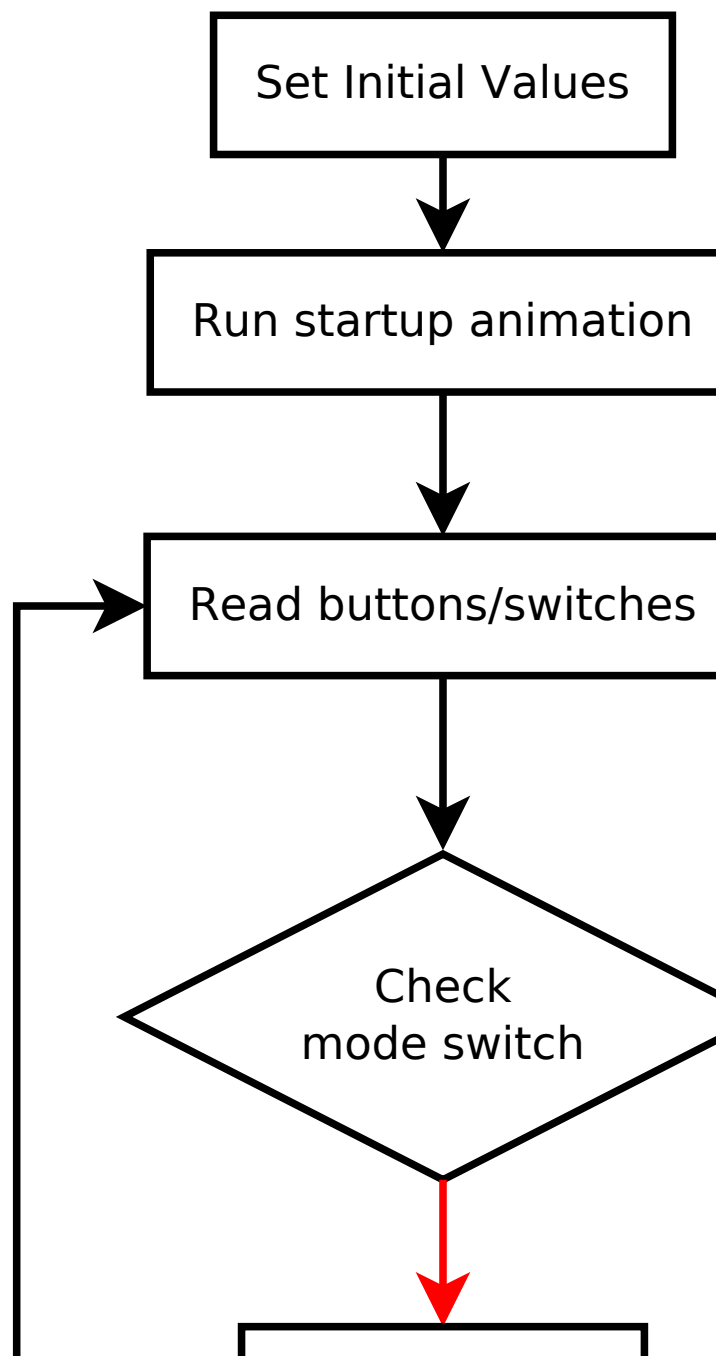 Set Initial Values
Run startup animation
Read buttons/switches
Check
mode switch